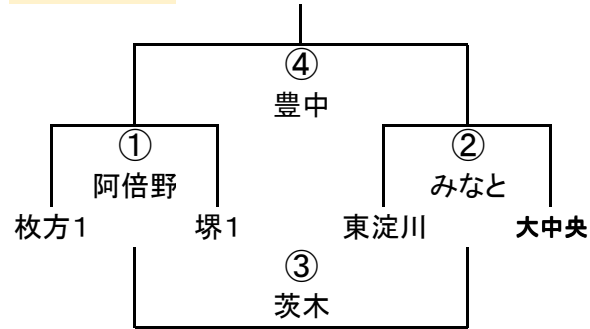 ④
豊中
① ②
阿倍野 みなと
枚方1 堺1 東淀川 大中央
③
茨木